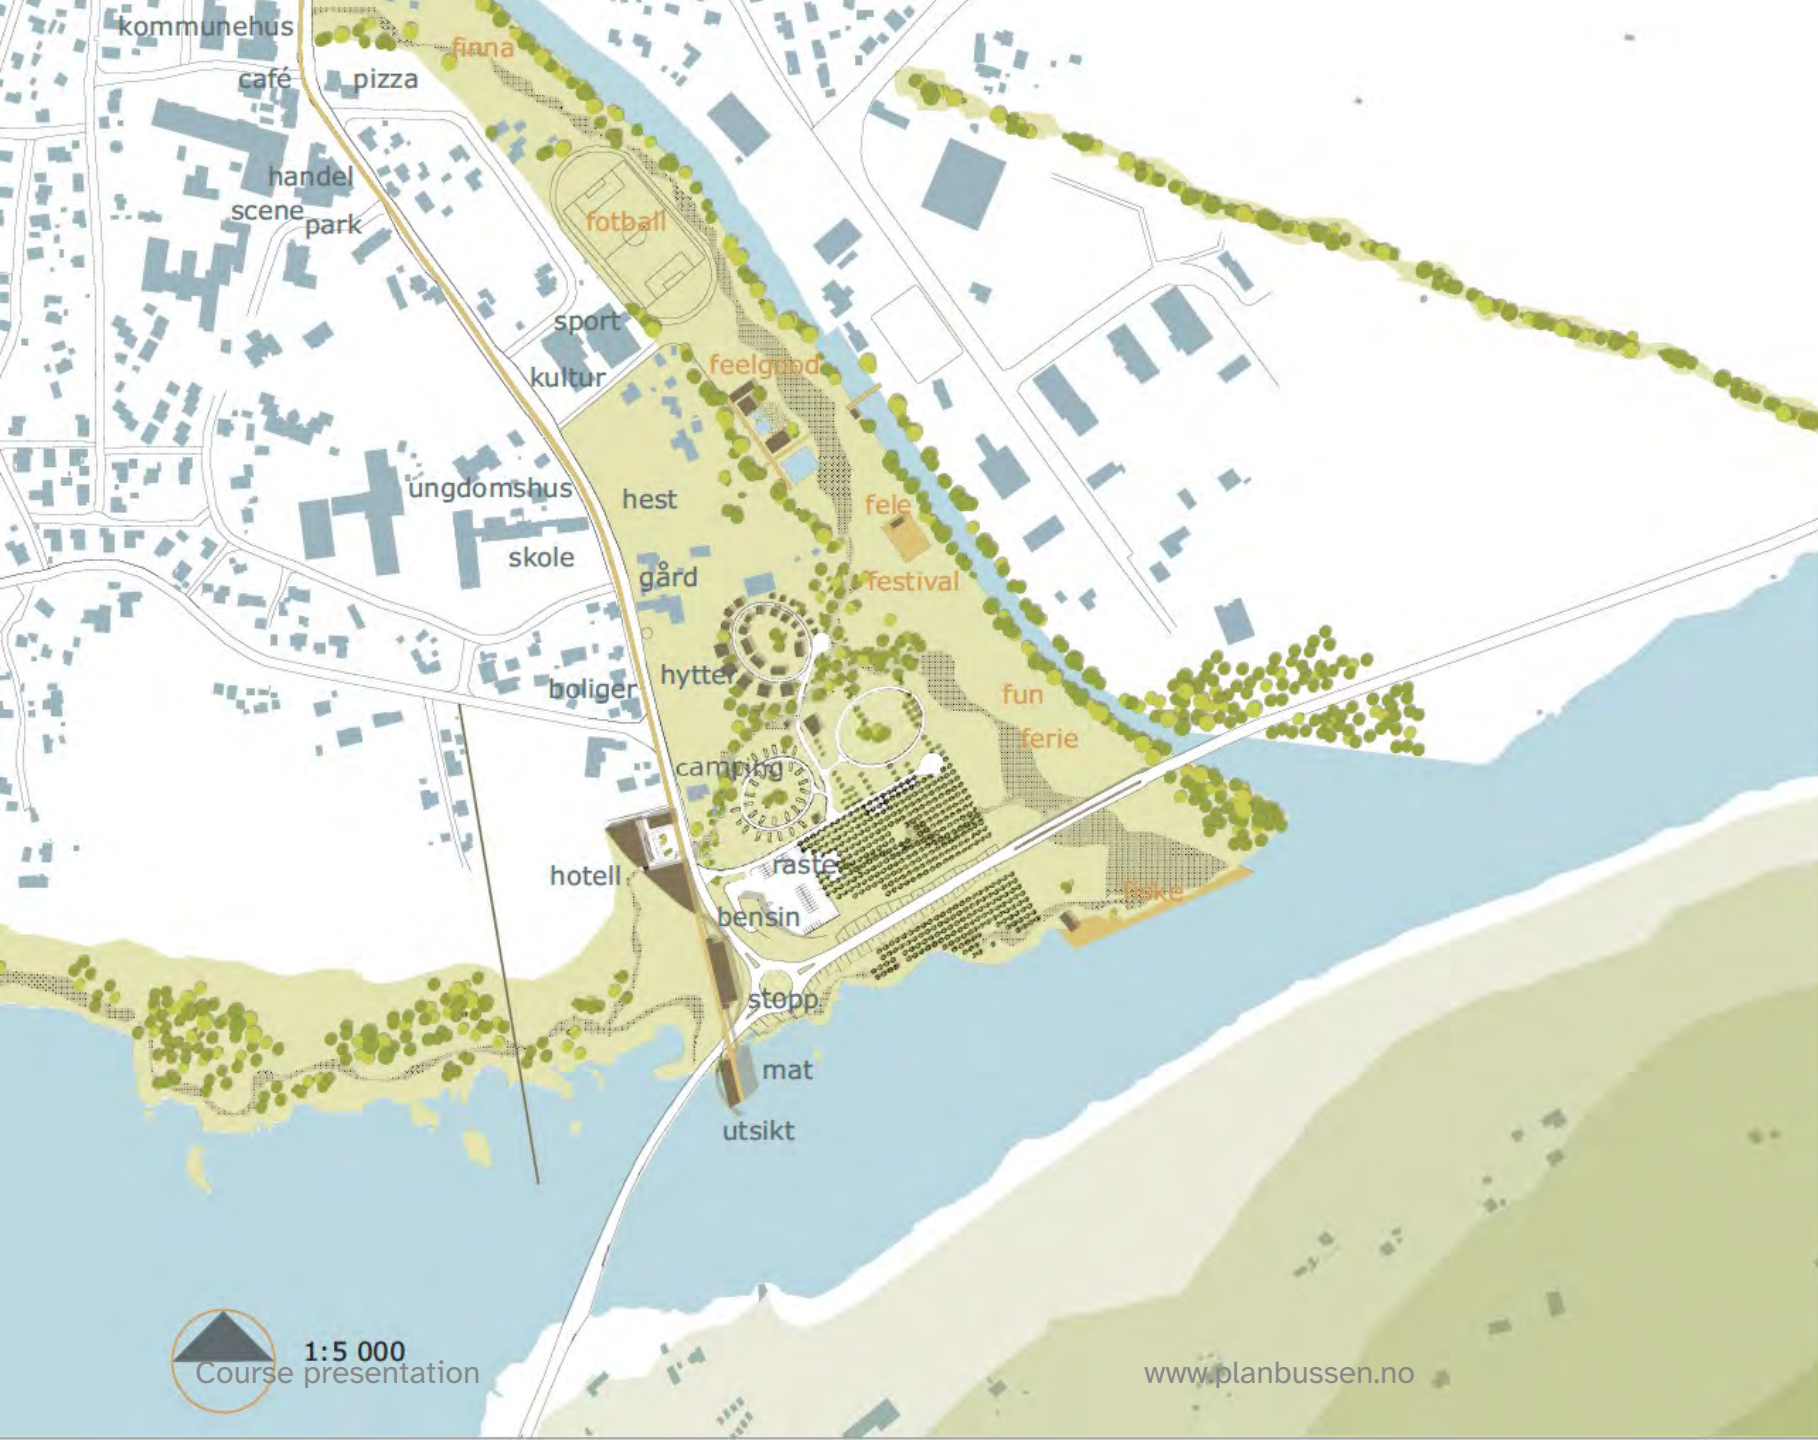 kommunehus
finna
café
pizza
handel
scene
park
fotball
sport
feelgood
kultur
ungdomshus
hest
fele
skole
gård
festival
hytter
boliger
fun
ferie
camping
raste
hotell
fiske
bensin
stopp
mat
utsikt
1:5 000
Course presentation
www.planbussen.no